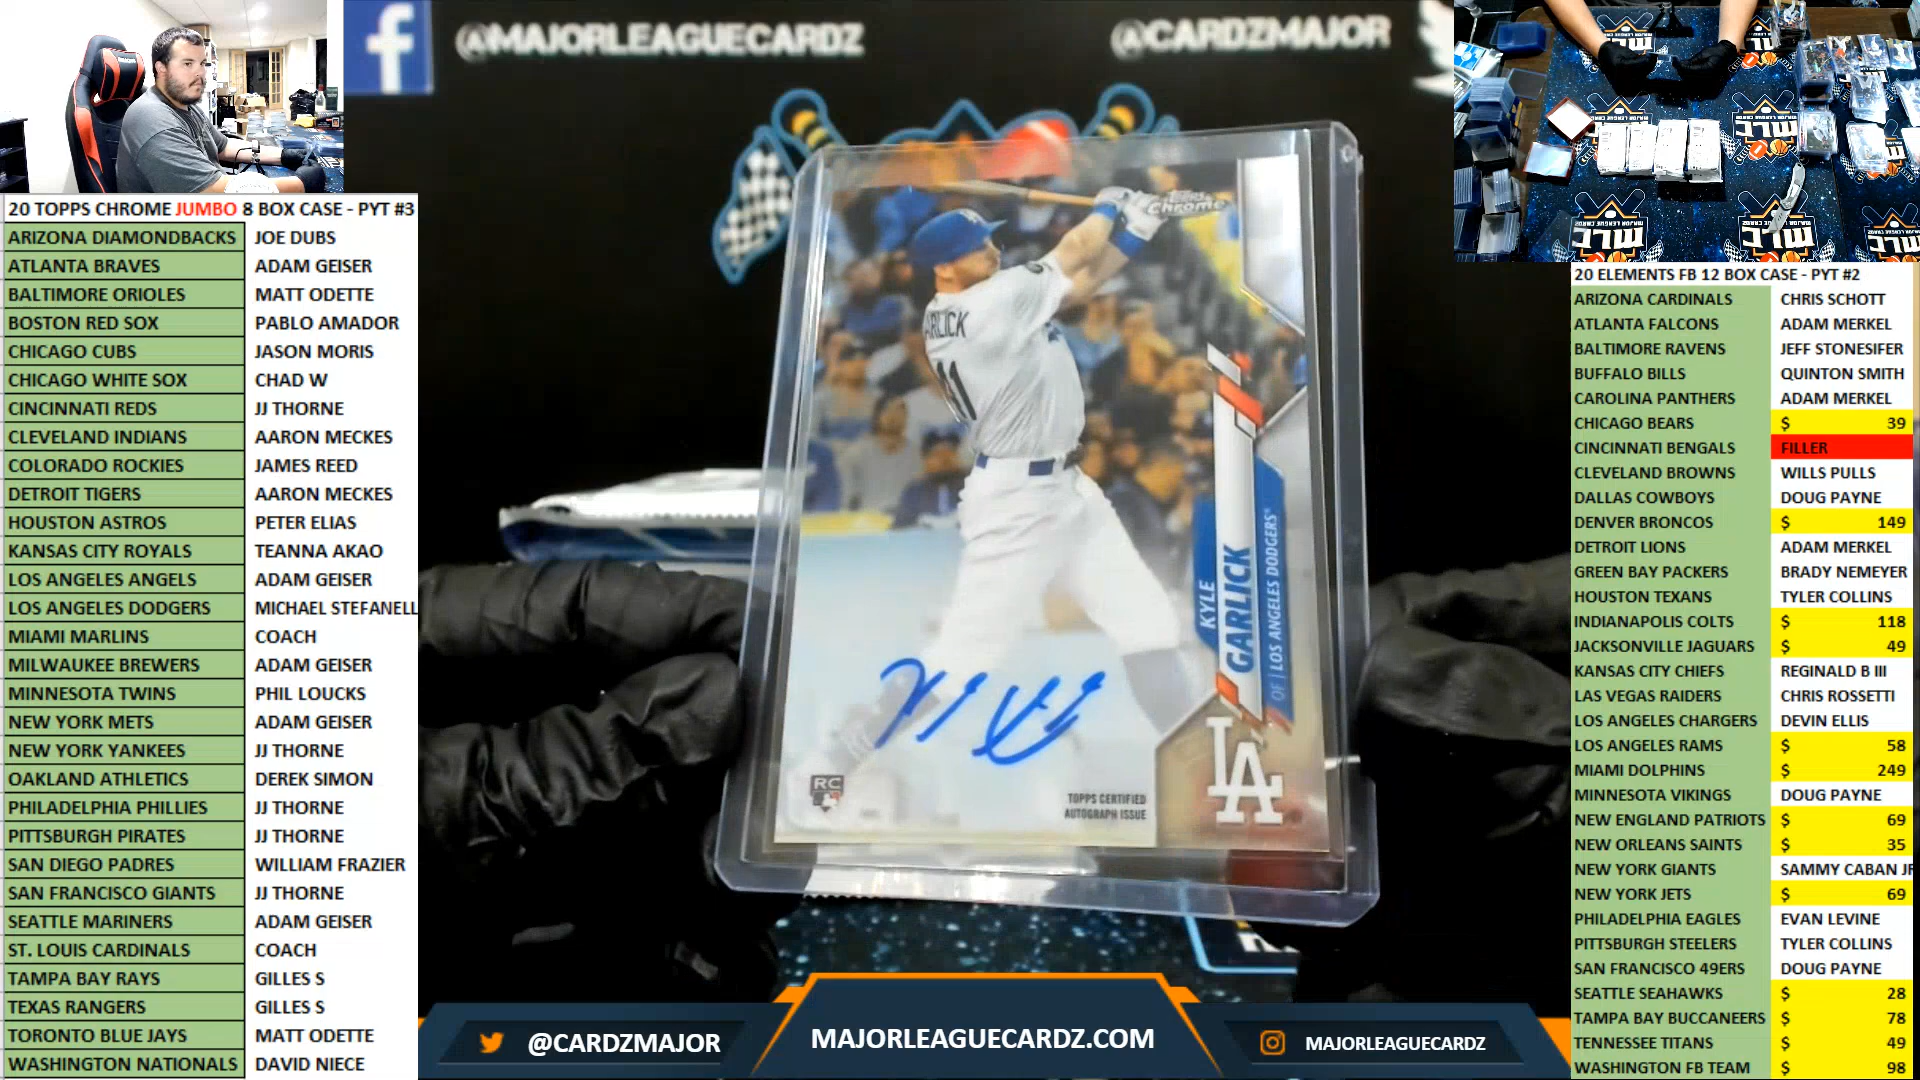 @MAJORLEAGUECARDZ
@CARDZMAJOR
20 TOPPS CHROME JUMBO 8 BOX CASE - PYT #3
ARIZONA DIAMONDBACKS JOE DUBS
ATLANTA BRAVES ADAM GEISER
BALTIMORE ORIOLES MATT ODETTE
BOSTON RED SOX PABLO AMADOR
CHICAGO CUBS JASON MORIS
CHICAGO WHITE SOX CHAD W
CINCINNATI REDS JJ THORNE
CLEVELAND INDIANS AARON MECKES
COLORADO ROCKIES JAMES REED
DETROIT TIGERS AARON MECKES
HOUSTON ASTROS PETER ELIAS
KANSAS CITY ROYALS TEANNA AKAO
LOS ANGELES ANGELS ADAM GEISER
LOS ANGELES DODGERS MICHAEL STEFANELL
MIAMI MARLINS COACH
MILWAUKEE BREWERS ADAM GEISER
MINNESOTA TWINS PHIL LOUCKS
NEW YORK METS ADAM GEISER
NEW YORK YANKEES JJ THORNE
OAKLAND ATHLETICS DEREK SIMON
PHILADELPHIA PHILLIES JJ THORNE
PITTSBURGH PIRATES JJ THORNE
SAN DIEGO PADRES WILLIAM FRAZIER
SAN FRANCISCO GIANTS JJ THORNE
SEATTLE MARINERS ADAM GEISER
ST. LOUIS CARDINALS COACH
TAMPA BAY RAYS GILLES S
TEXAS RANGERS GILLES S
TORONTO BLUE JAYS MATT ODETTE
WASHINGTON NATIONALS DAVID NIECE
Topps
Chrome
ARLICK
41
KYLE
GARLICK
OF | LOS ANGELES DODGERS
LA
RC
TOPPS CERTIFIED
AUTOGRAPH ISSUE
@CARDZMAJOR
MAJORLEAGUECARDZ.COM
MAJORLEAGUECARDZ
MLC
20 ELEMENTS FB 12 BOX CASE - PYT #2
ARIZONA CARDINALS CHRIS SCHOTT
ATLANTA FALCONS ADAM MERKEL
BALTIMORE RAVENS JEFF STONESIFER
BUFFALO BILLS QUINTON SMITH
CAROLINA PANTHERS ADAM MERKEL
CHICAGO BEARS $ 39
CINCINNATI BENGALS FILLER
CLEVELAND BROWNS WILLS PULLS
DALLAS COWBOYS DOUG PAYNE
DENVER BRONCOS $ 149
DETROIT LIONS ADAM MERKEL
GREEN BAY PACKERS BRADY NEMEYER
HOUSTON TEXANS TYLER COLLINS
INDIANAPOLIS COLTS $ 118
JACKSONVILLE JAGUARS $ 49
KANSAS CITY CHIEFS REGINALD B III
LAS VEGAS RAIDERS CHRIS ROSSETTI
LOS ANGELES CHARGERS DEVIN ELLIS
LOS ANGELES RAMS $ 58
MIAMI DOLPHINS $ 249
MINNESOTA VIKINGS DOUG PAYNE
NEW ENGLAND PATRIOTS $ 69
NEW ORLEANS SAINTS $ 35
NEW YORK GIANTS SAMMY CABAN JR
NEW YORK JETS $ 69
PHILADELPHIA EAGLES EVAN LEVINE
PITTSBURGH STEELERS TYLER COLLINS
SAN FRANCISCO 49ERS DOUG PAYNE
SEATTLE SEAHAWKS $ 28
TAMPA BAY BUCCANEERS $ 78
TENNESSEE TITANS $ 49
WASHINGTON FB TEAM $ 98